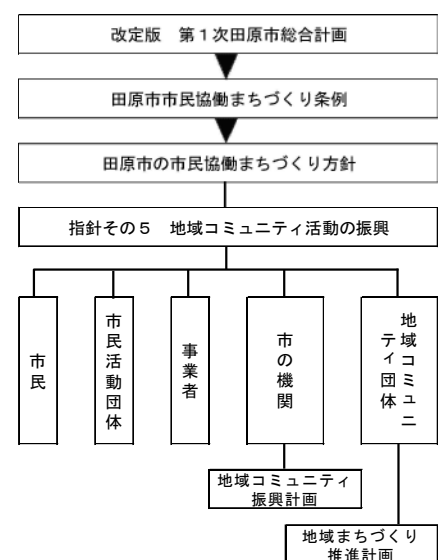 改定版　第１次田原市総合計画
田原市市民協働まちづくり条例
田原市の市民協働まちづくり方針
指針その５　地域コミュニティ活動の振興
市民
市民活動団体
事業者
市の機関
地域コミュニ
ティ団体
地域コミュニティ
振興計画
地域まちづくり
推進計画